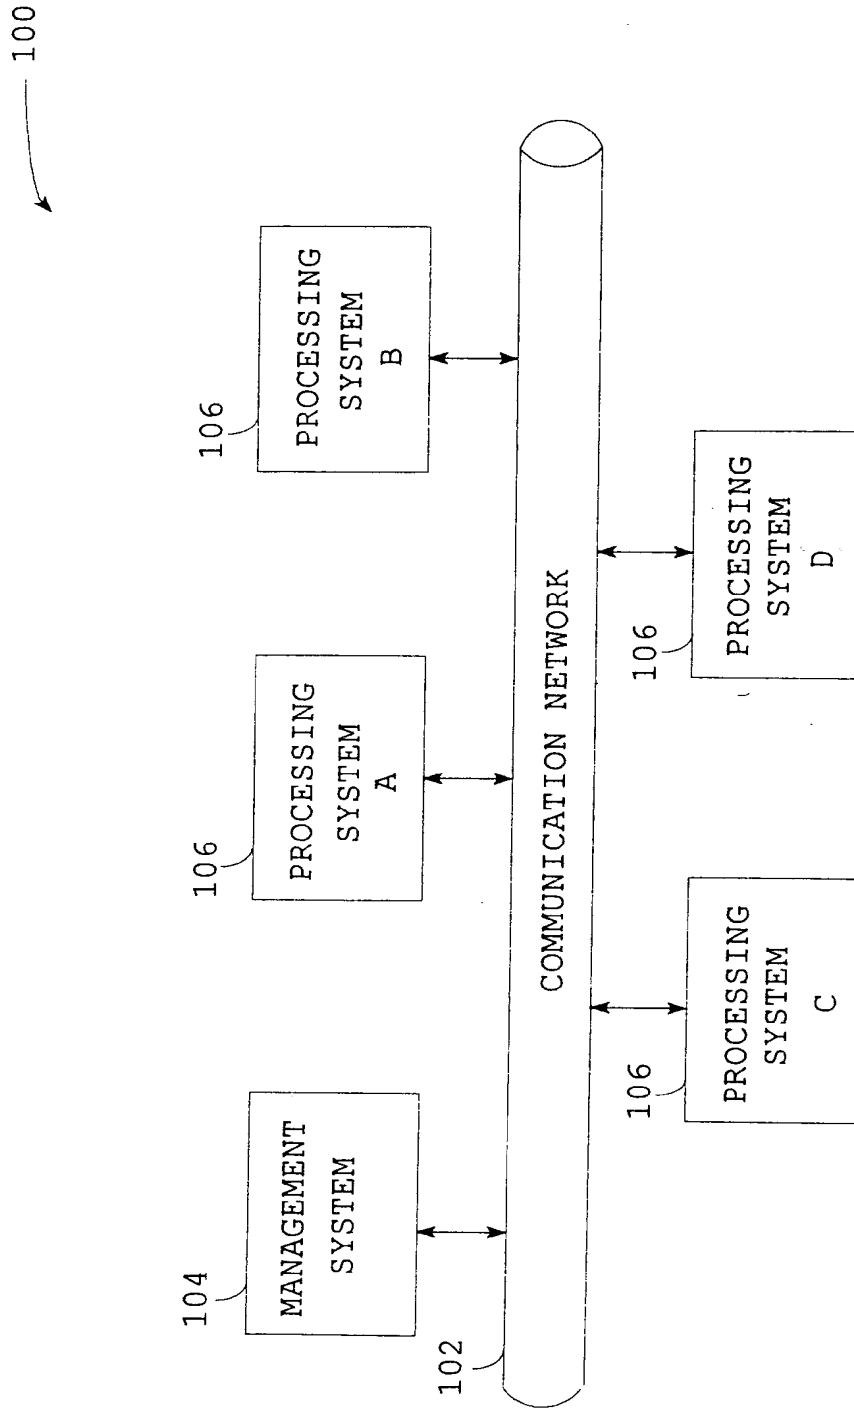 100
104
MANAGEMENT
SYSTEM
106
PROCESSING
SYSTEM
A
106
PROCESSING
SYSTEM
B
102
COMMUNICATION NETWORK
106
PROCESSING
SYSTEM
C
106
PROCESSING
SYSTEM
D